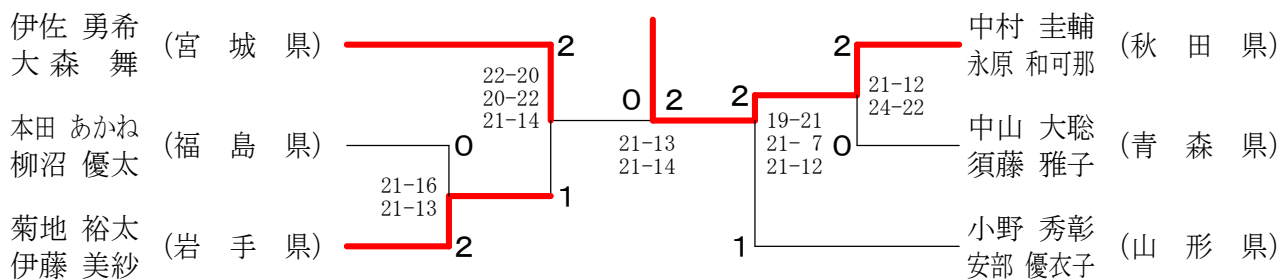 伊佐 勇希
大 森 舞
(宮 城 県)
2
22-20
20-22
21-14
本田 あかね
柳沼 優太
(福 島 県)
0
21-16
21-13
1
菊地 裕太
伊藤 美紗
(岩 手 県)
2
0 2
21-13
21-14
2
19-21
21- 7
21-12
2
21-12
24-22
0
1
中村 圭輔
永原 和可那
(秋 田 県)
中山 大聡
須藤 雅子
(青 森 県)
小野 秀彰
安部 優衣子
(山 形 県)